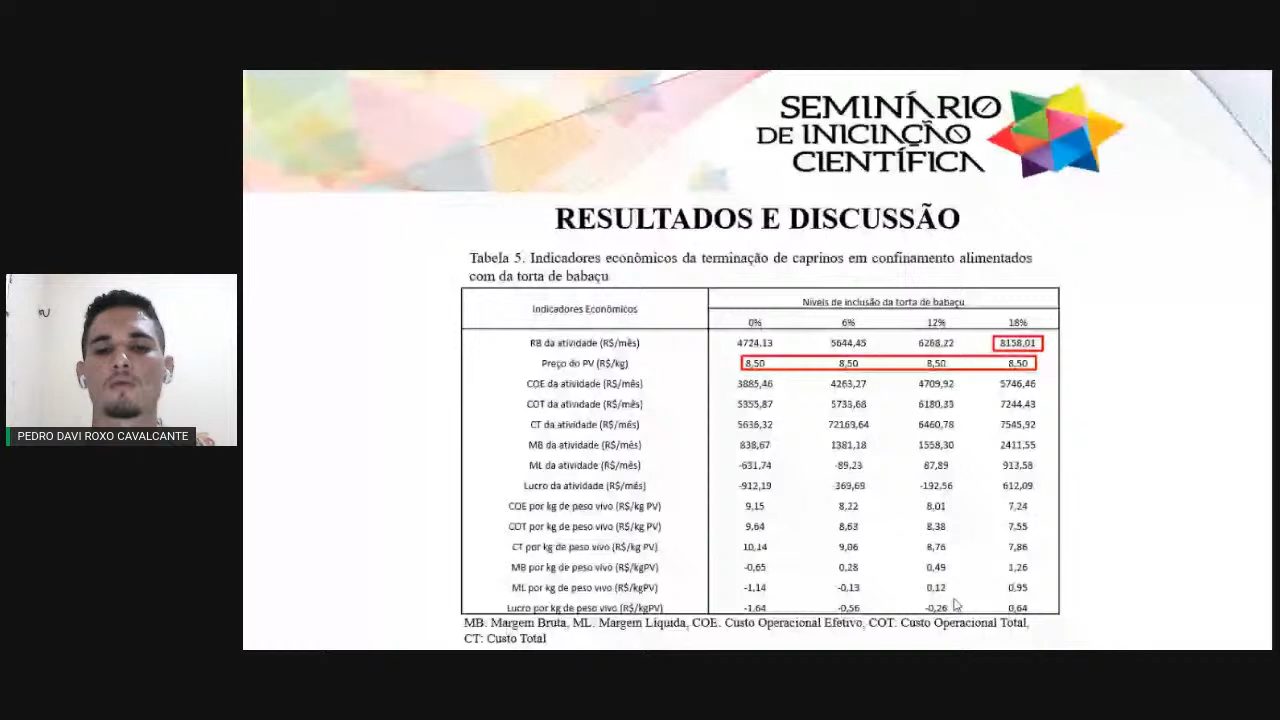 SEMINÁRIO
DE INICIAÇÃO
CIENTÍFICA
RESULTADOS E DISCUSSÃO
Tabela 5. Indicadores econômicos da terminação de caprinos em confinamento alimentados
com da torta de babaçu
Indicadores Econômicos
Níveis de inclusão da torta de babaçu
0% 6% 12% 18%
RB da atividade (R$/mês) 4724,13 5644,45 6268,22 8158,01
Preço do PV (R$/kg) 8,50 8,50 8,50 8,50
COE da atividade (R$/mês) 3885,46 4263,27 4709,92 5746,46
COT da atividade (R$/mês) 5355,87 5733,68 6180,33 7244,43
CT da atividade (R$/mês) 5636,32 72169,64 6460,78 7545,92
MB da atividade (R$/mês) 838,67 1381,18 1558,30 2411,55
ML da atividade (R$/mês) -631,74 -89,23 87,89 913,58
Lucro da atividade (R$/mês) -912,19 -369,69 -192,56 612,09
COE por kg de peso vivo (R$/kg PV) 9,15 8,22 8,01 7,24
COT por kg de peso vivo (R$/kg PV) 9,64 8,63 8,38 7,55
CT por kg de peso vivo (R$/kg PV) 10,14 9,06 8,76 7,86
MB por kg de peso vivo (R$/kgPV) -0,65 0,28 0,49 1,26
ML por kg de peso vivo (R$/kgPV) -1,14 -0,13 0,12 0,95
Lucro por kg de peso vivo (R$/kgPV) -1,64 -0,56 -0,26 0,64
MB. Margem Bruta, ML. Margem Líquida, COE. Custo Operacional Efetivo, COT. Custo Operacional Total,
CT: Custo Total
PEDRO DAVI ROXO CAVALCANTE